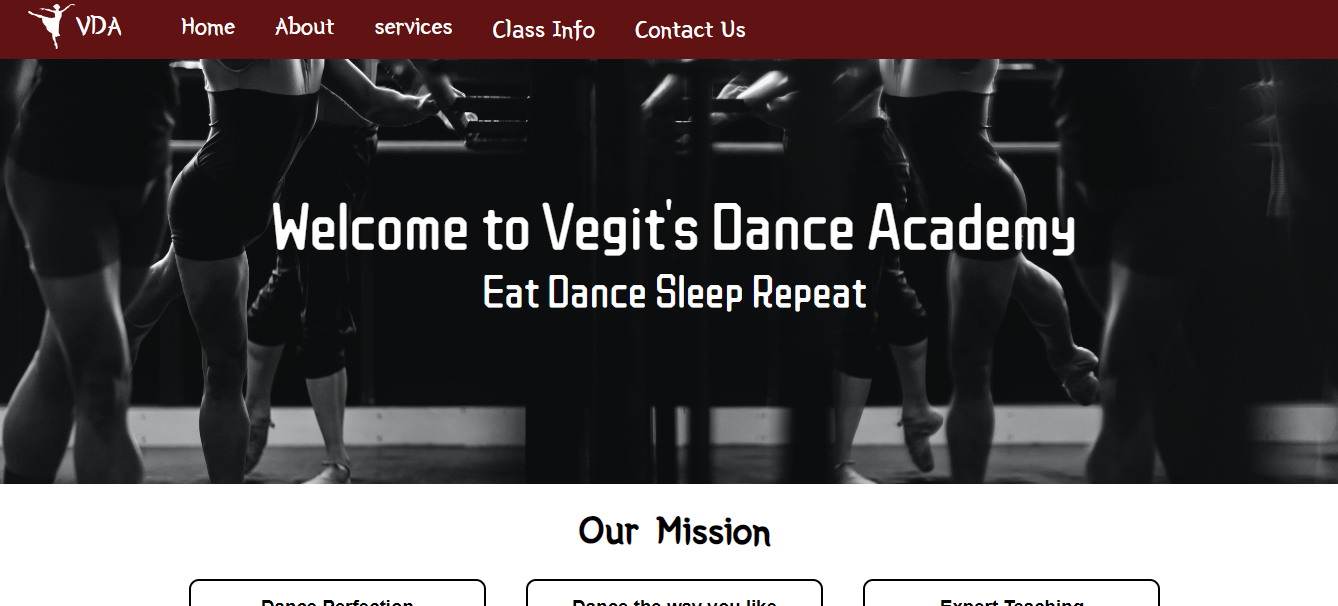 VDA Home About services Class Info Contact Us
Welcome to Vegit's Dance Academy
Eat Dance Sleep Repeat
Our Mission
Dance Perfection Dance the way you like Expert Teaching